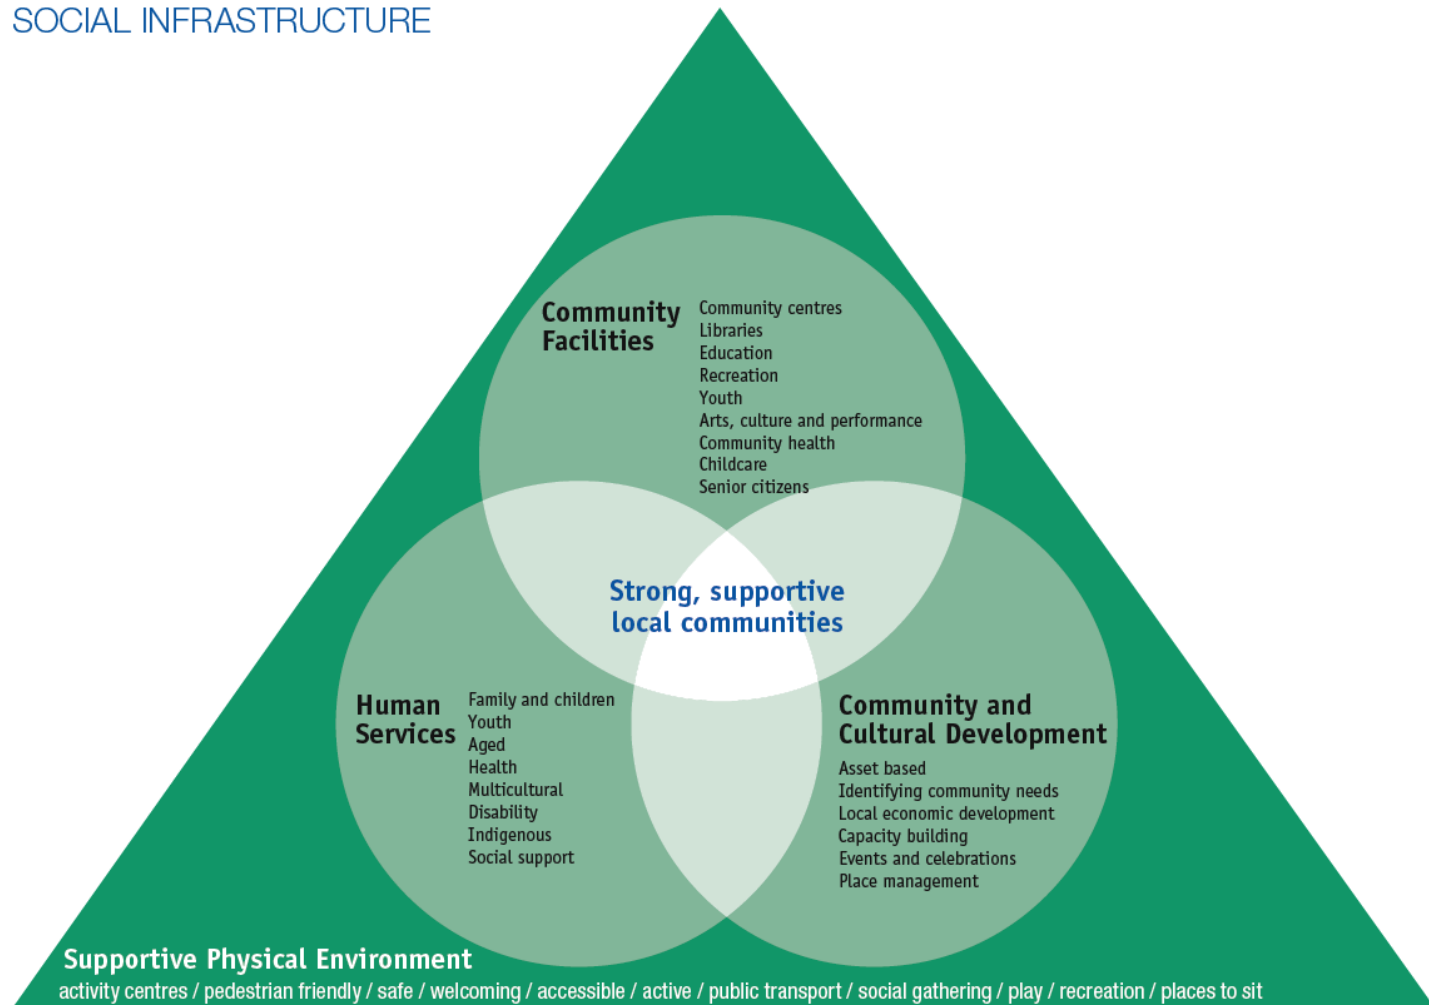 SOCIAL INFRASTRUCTURE
Community
Facilities
Community centres
Libraries
Education
Recreation
Youth
Arts, culture and performance
Community health
Childcare
Senior citizens
Strong, supportive
local communities
Human
Services
Family and children
Youth
Aged
Health
Multicultural
Disability
Indigenous
Social support
Community and
Cultural Development
Asset based
Identifying community needs
Local economic development
Capacity building
Events and celebrations
Place management
Supportive Physical Environment
activity centres / pedestrian friendly / safe / welcoming / accessible / active / public transport / social gathering / play / recreation / places to sit